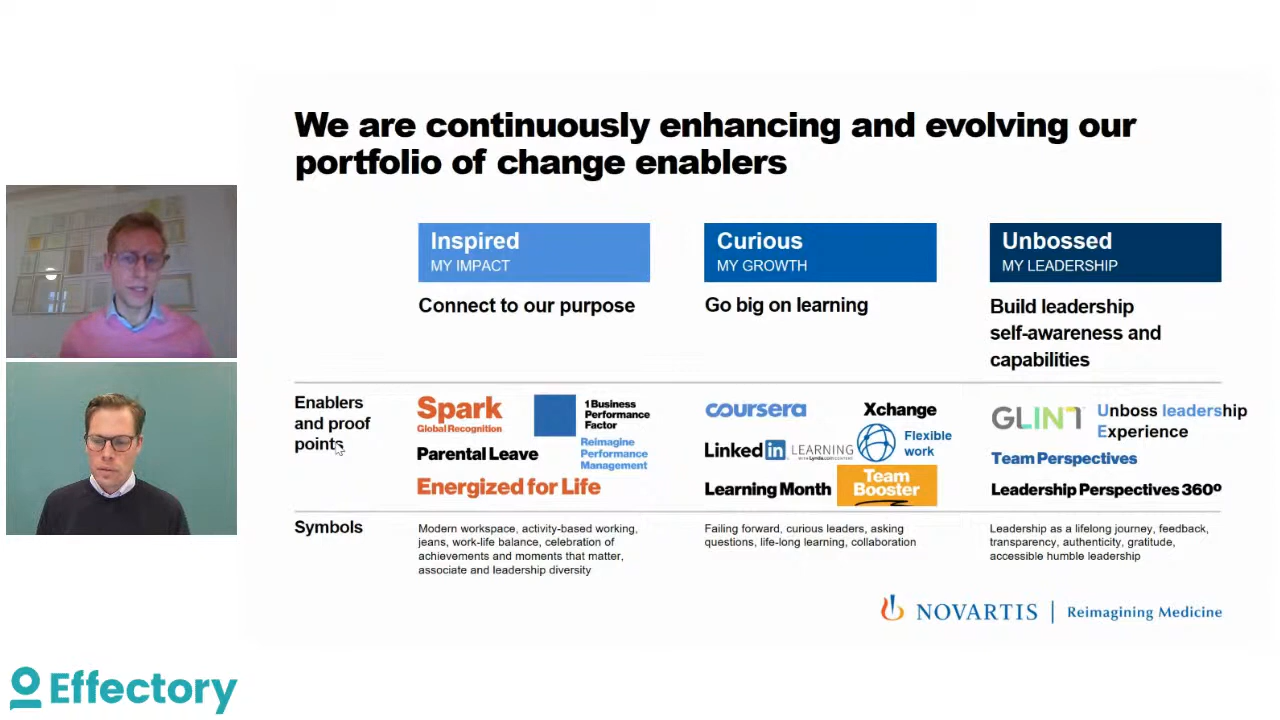 We are continuously enhancing and evolving our
portfolio of change enablers
Inspired
MY IMPACT
Curious
MY GROWTH
Unbossed
MY LEADERSHIP
Connect to our purpose
Go big on learning
Build leadership
self-awareness and
capabilities
Enablers
and proof
points
Spark
Global Recognition
1 Business
Performance
Factor
Parental Leave
Reimagine
Performance
Management
Energized for Life
coursera
Xchange
LinkedIn LEARNING
Flexible
work
Learning Month
Team
Booster
GLINT
Unboss leadership
Experience
Team Perspectives
Leadership Perspectives 360º
Symbols
Modern workspace, activity-based working,
jeans, work-life balance, celebration of
achievements and moments that matter,
associate and leadership diversity
Failing forward, curious leaders, asking
questions, life-long learning, collaboration
Leadership as a lifelong journey, feedback,
transparency, authenticity, gratitude,
accessible humble leadership
NOVARTIS | Reimagining Medicine
Effectory